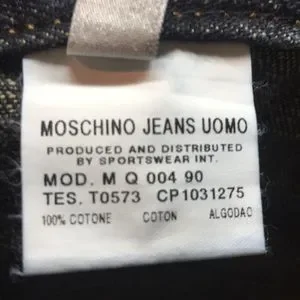 MOSCHINO JEANS UOMO
PRODUCED AND DISTRIBUTED
BY SPORTSWEAR INT.
MOD. M Q 004 90
TES. T0573 CP1031275
100% COTONE COTON ALGODAO